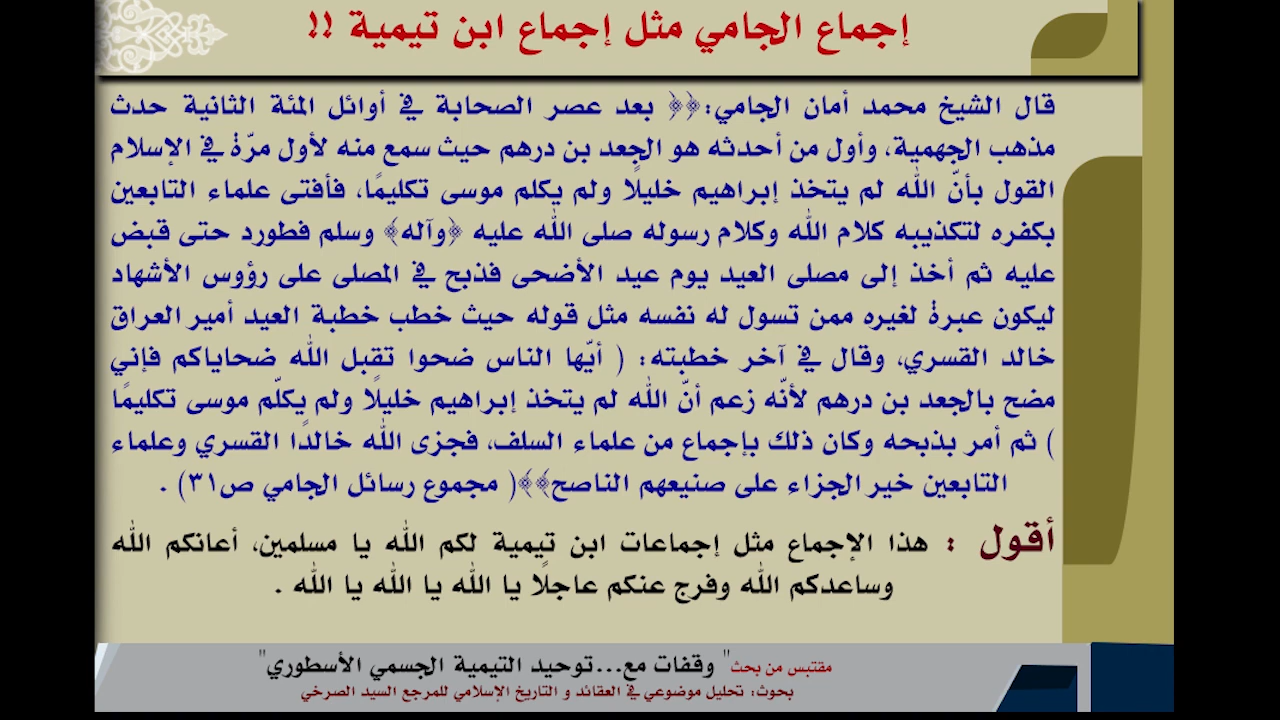 إجماع الجامي مثل إجماع ابن تيمية !!
قال الشيخ محمد أمان الجامي:﴿﴿ بعد عصر الصحابة في أوائل المئة الثانية حدث
مذهب الجهمية، وأول من أحدثه هو الجعد بن درهم حيث سمع منه لأول مرّة في الإسلام
القول بأنّ الله لم يتخذ إبراهيم خليلًا ولم يكلم موسى تكليمًا، فأفتى علماء التابعين
بكفره لتكذيبه كلام الله وكلام رسوله صلى الله عليه ﴿وآله﴾ وسلم فطورد حتى قبض
عليه ثم أخذ إلى مصلى العيد يوم عيد الأضحى فذبح في المصلى على رؤوس الأشهاد
ليكون عبرة لغيره ممن تسول له نفسه مثل قوله حيث خطب خطبة العيد أمير العراق
خالد القسري، وقال في آخر خطبته: ( أيّها الناس ضحوا تقبل الله ضحاياكم فإني
مضح بالجعد بن درهم لأنّه زعم أنّ الله لم يتخذ إبراهيم خليلًا ولم يكلّم موسى تكليمًا
) ثم أمر بذبحه وكان ذلك بإجماع من علماء السلف، فجزى الله خالدًا القسري وعلماء
التابعين خير الجزاء على صنيعهم الناصح﴾﴾( مجموع رسائل الجامي ص٣١) .
أقول : هذا الإجماع مثل إجماعات ابن تيمية لكم الله يا مسلمين، أعانكم الله
وساعدكم الله وفرج عنكم عاجلًا يا الله يا الله يا الله .
مقتبس من بحث" وقفات مع...توحيد التيمية الجسمي الأسطوري"
بحوث: تحليل موضوعي في العقائد و التاريخ الإسلامي للمرجع السيد الصرخي